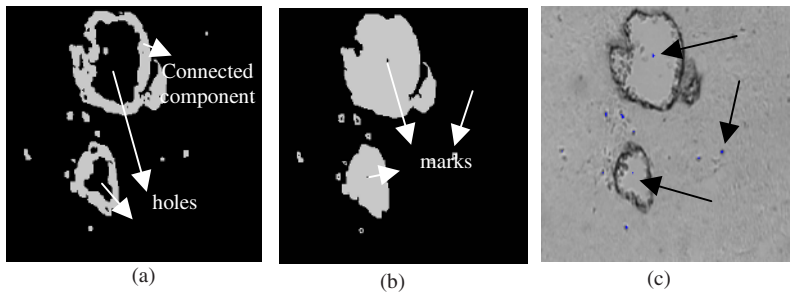 Connected
component
holes
marks
(a)
(b)
(c)